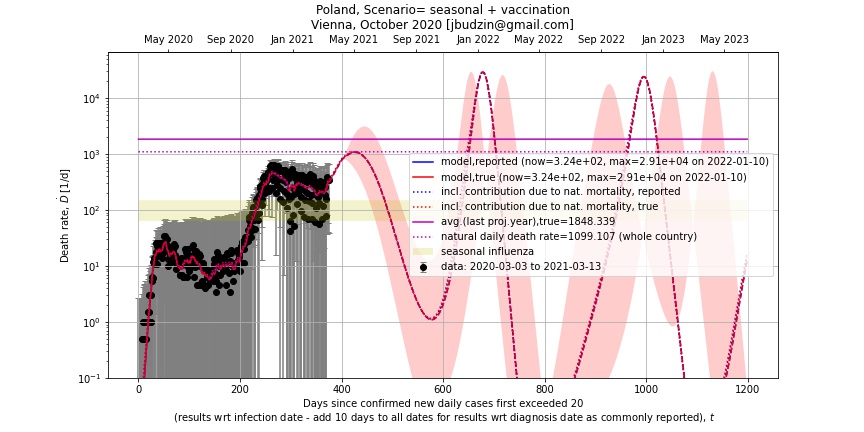 Poland, Scenario= seasonal + vaccination
Vienna, October 2020 [jbudzin@gmail.com]
May 2020 Sep 2020 Jan 2021 May 2021 Sep 2021 Jan 2022 May 2022 Sep 2022 Jan 2023 May 2023
10⁴
10³
10²
10¹
10⁰
10⁻¹
Death rate, D [1/d]
model,reported (now=3.24e+02, max=2.91e+04 on 2022-01-10)
model,true (now=3.24e+02, max=2.91e+04 on 2022-01-10)
incl. contribution due to nat. mortality, reported
incl. contribution due to nat. mortality, true
avg.(last proj.year),true=1848.339
natural daily death rate=1099.107 (whole country)
seasonal influenza
data: 2020-03-03 to 2021-03-13
0 200 400 600 800 1000 1200
Days since confirmed new daily cases first exceeded 20
(results wrt infection date - add 10 days to all dates for results wrt diagnosis date as commonly reported), t